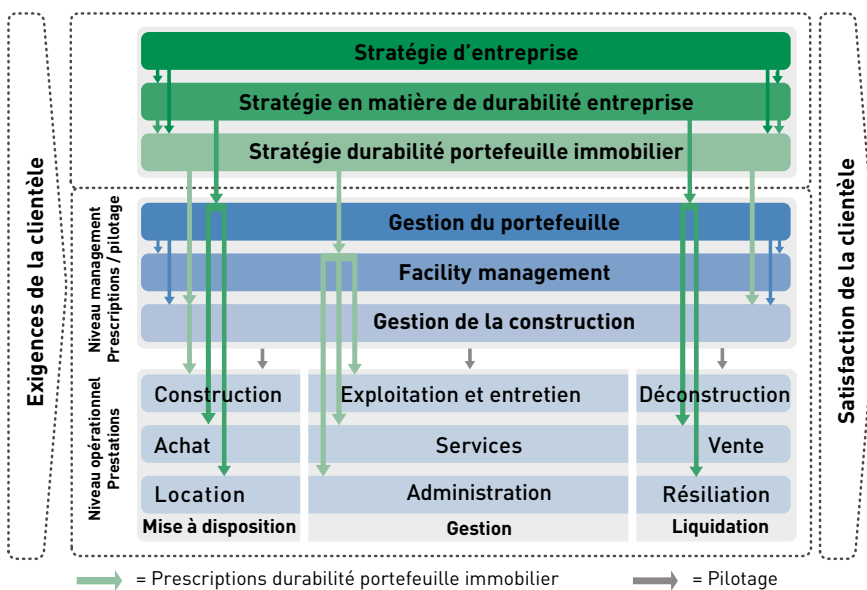 Exigences de la clientèle
Stratégie d'entreprise
Stratégie en matière de durabilité entreprise
Stratégie durabilité portefeuille immobilier
Niveau management
Prescriptions / pilotage
Gestion du portefeuille
Facility management
Gestion de la construction
Niveau opérationnel
Prestations
Construction
Exploitation et entretien
Déconstruction
Achat
Services
Vente
Location
Administration
Résiliation
Mise à disposition
Gestion
Liquidation
Satisfaction de la clientèle
= Prescriptions durabilité portefeuille immobilier
= Pilotage